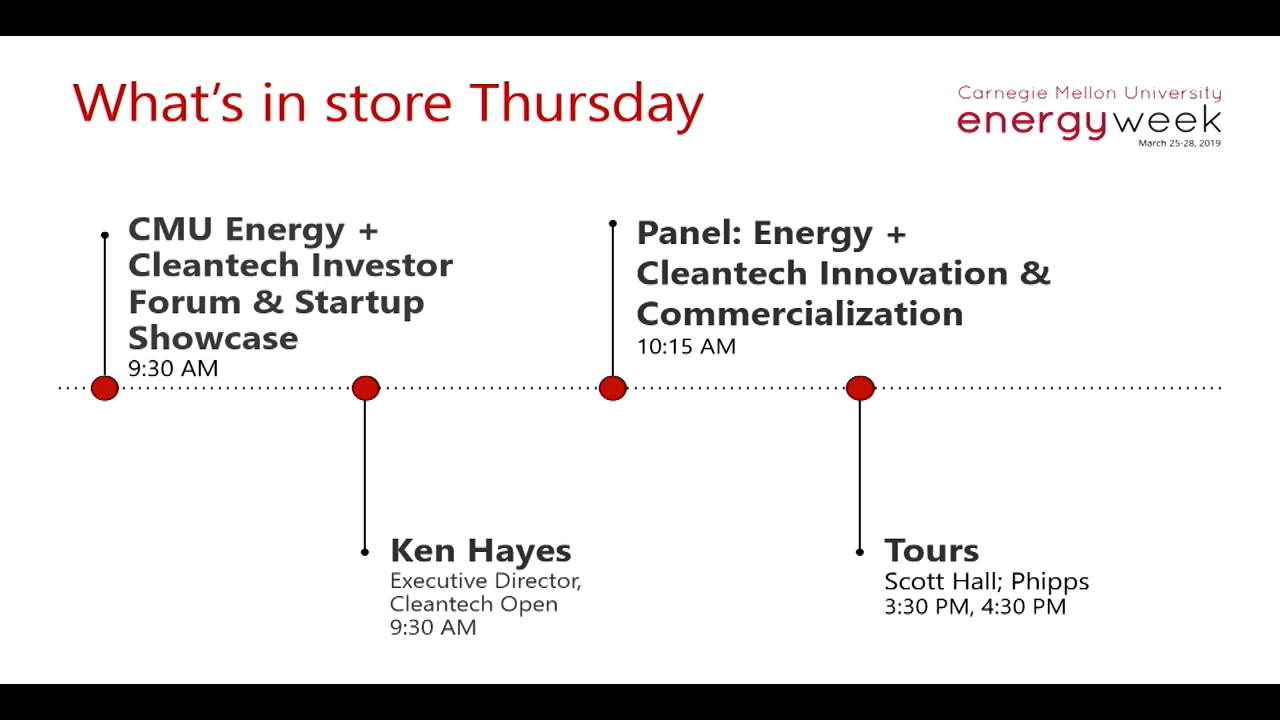 What's in store Thursday
Carnegie Mellon University
energyweek
March 25-28, 2019
CMU Energy +
Cleantech Investor
Forum & Startup
Showcase
9:30 AM
Panel: Energy +
Cleantech Innovation &
Commercialization
10:15 AM
Ken Hayes
Executive Director,
Cleantech Open
9:30 AM
Tours
Scott Hall; Phipps
3:30 PM, 4:30 PM